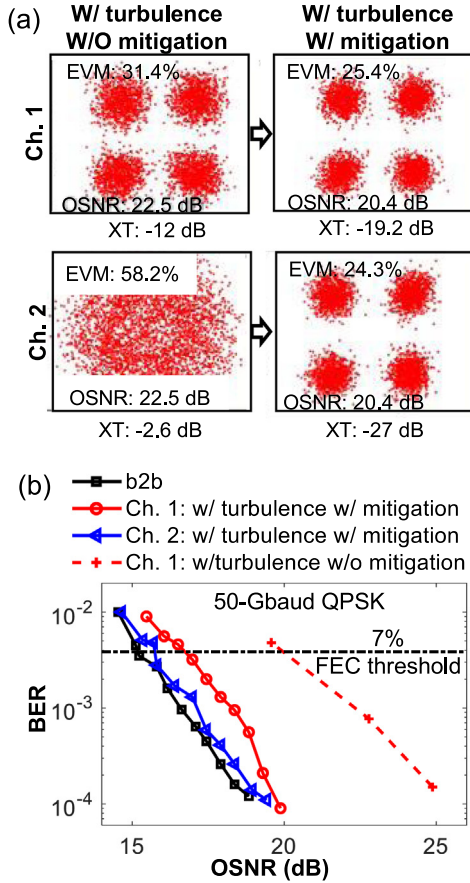 (a)
W/ turbulence W/O mitigation
W/ turbulence W/ mitigation
Ch. 1
EVM: 31.4%
OSNR: 22.5 dB
XT: -12 dB
EVM: 25.4%
OSNR: 20.4 dB
XT: -19.2 dB
Ch. 2
EVM: 58.2%
OSNR: 22.5 dB
XT: -2.6 dB
EVM: 24.3%
OSNR: 20.4 dB
XT: -27 dB
(b)
b2b
Ch. 1: w/ turbulence w/ mitigation
Ch. 2: w/ turbulence w/ mitigation
Ch. 1: w/turbulence w/o mitigation
50-Gbaud QPSK
7%
FEC threshold
BER
10⁻²
10⁻³
10⁻⁴
15
20
25
OSNR (dB)